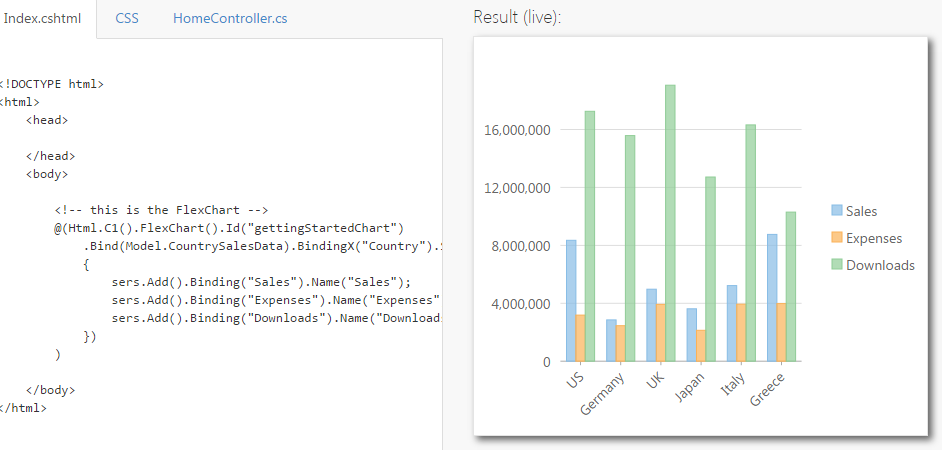 Index.cshtml CSS HomeController.cs
<!DOCTYPE html>
<html>
<head>
</head>
<body>
<!-- this is the FlexChart -->
@(Html.C1().FlexChart().Id("gettingStartedChart")
.Bind(Model.CountrySalesData).BindingX("Country").
{
sers.Add().Binding("Sales").Name("Sales");
sers.Add().Binding("Expenses").Name("Expenses"
sers.Add().Binding("Downloads").Name("Download
})
)
</body>
</html>
Result (live):
16,000,000
12,000,000
8,000,000
4,000,000
0
US Germany UK Japan Italy Greece
Sales
Expenses
Downloads